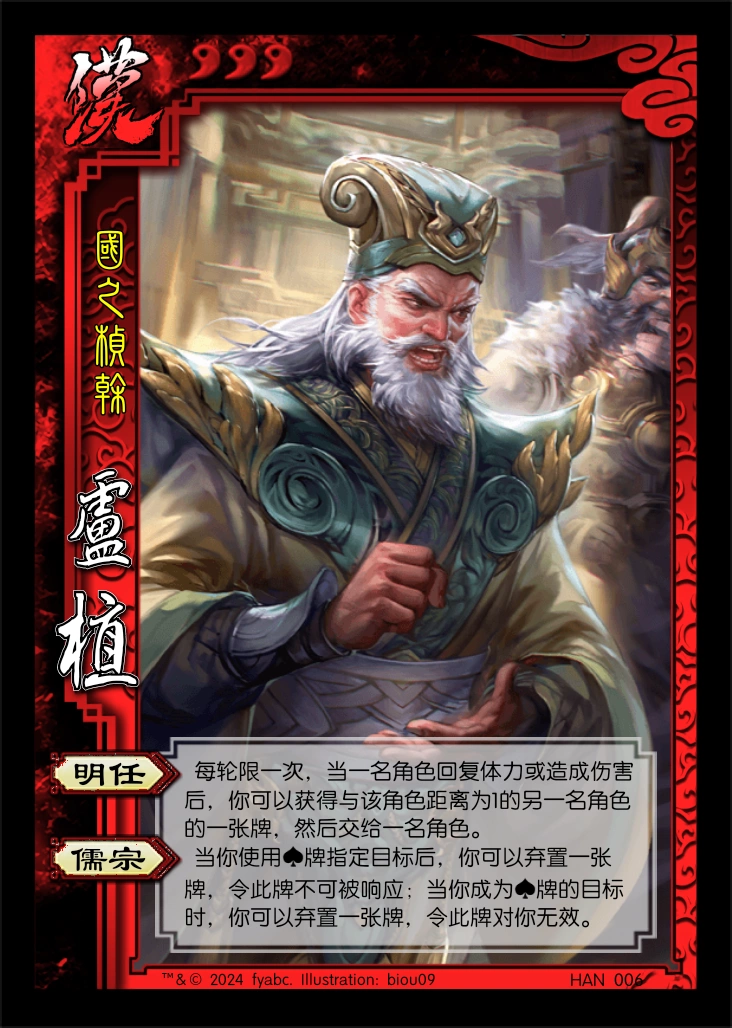 國之楨幹
盧植
明任
每轮限一次，当一名角色回复体力或造成伤害
后，你可以获得与该角色距离为1的另一名角色
的一张牌，然后交给一名角色。
儒宗
当你使用♠牌指定目标后，你可以弃置一张
牌，令此牌不可被响应；当你成为♠牌的目标
时，你可以弃置一张牌，令此牌对你无效。
™&© 2024 fyabc. Illustration: biou09
HAN 006